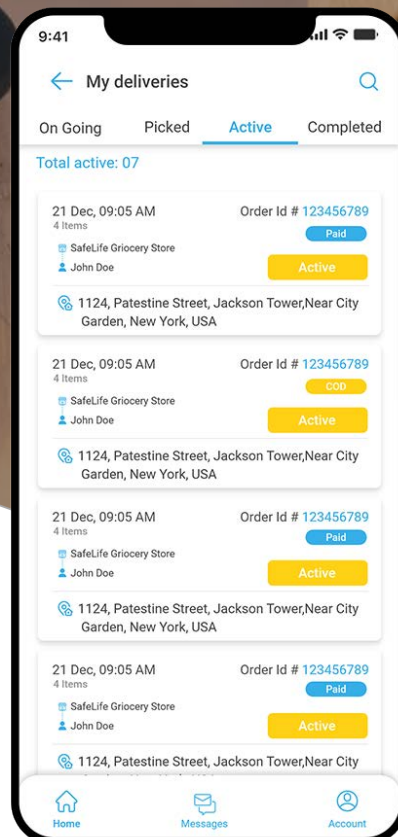 9:41
My deliveries
On Going Picked Active Completed
Total active: 07
21 Dec, 09:05 AM Order Id # 123456789
4 Items Paid
SafeLife Griocery Store
John Doe Active
1124, Patestine Street, Jackson Tower,Near City
Garden, New York, USA
21 Dec, 09:05 AM Order Id # 123456789
4 Items COD
SafeLife Griocery Store
John Doe Active
1124, Patestine Street, Jackson Tower,Near City
Garden, New York, USA
21 Dec, 09:05 AM Order Id # 123456789
4 Items Paid
SafeLife Griocery Store
John Doe Active
1124, Patestine Street, Jackson Tower,Near City
Garden, New York, USA
21 Dec, 09:05 AM Order Id # 123456789
4 Items Paid
SafeLife Griocery Store
John Doe Active
1124, Patestine Street, Jackson Tower,Near City
Home Messages Account